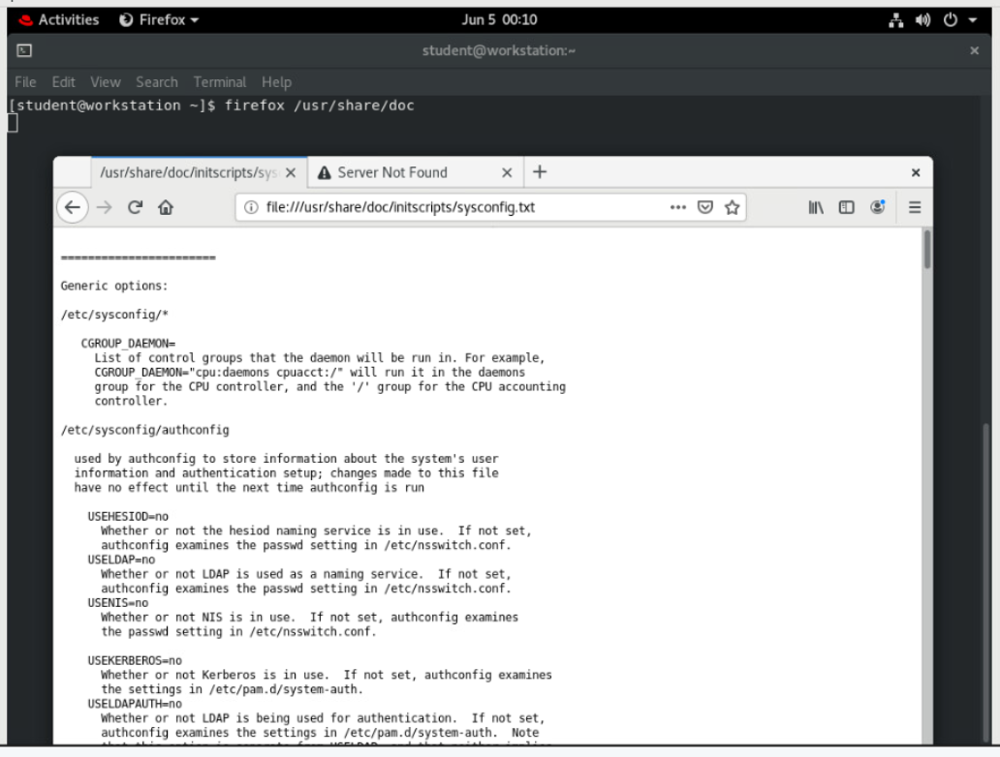 Activities Firefox Jun 5 00:10
student@workstation:~
File Edit View Search Terminal Help
[student@workstation ~]$ firefox /usr/share/doc
/usr/share/doc/initscripts/sys Server Not Found
file:///usr/share/doc/initscripts/sysconfig.txt
=======================
Generic options:
/etc/sysconfig/*
CGROUP_DAEMON=
List of control groups that the daemon will be run in. For example,
CGROUP_DAEMON="cpu:daemons cpuacct:/" will run it in the daemons
group for the CPU controller, and the '/' group for the CPU accounting
controller.
/etc/sysconfig/authconfig
used by authconfig to store information about the system's user
information and authentication setup; changes made to this file
have no effect until the next time authconfig is run
USEHESIOD=no
Whether or not the hesiod naming service is in use.  If not set,
authconfig examines the passwd setting in /etc/nsswitch.conf.
USELDAP=no
Whether or not LDAP is used as a naming service.  If not set,
authconfig examines the passwd setting in /etc/nsswitch.conf.
USENIS=no
Whether or not NIS is in use.  If not set, authconfig examines
the passwd setting in /etc/nsswitch.conf.
USEKERBEROS=no
Whether or not Kerberos is in use.  If not set, authconfig examines
the settings in /etc/pam.d/system-auth.
USELDAPAUTH=no
Whether or not LDAP is being used for authentication.  If not set,
authconfig examines the settings in /etc/pam.d/system-auth.  Note